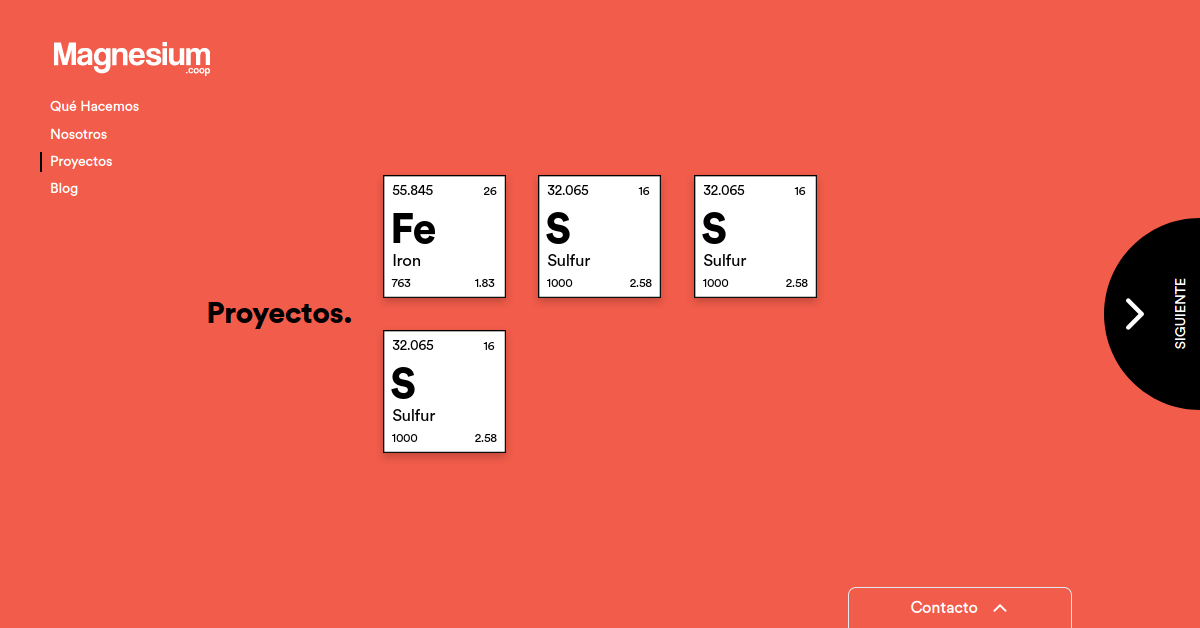 Magnesium
.coop
Qué Hacemos
Nosotros
Proyectos
Blog
55.845 26
Fe
Iron
763 1.83
32.065 16
S
Sulfur
1000 2.58
32.065 16
S
Sulfur
1000 2.58
Proyectos.
32.065 16
S
Sulfur
1000 2.58
SIGUIENTE
Contacto